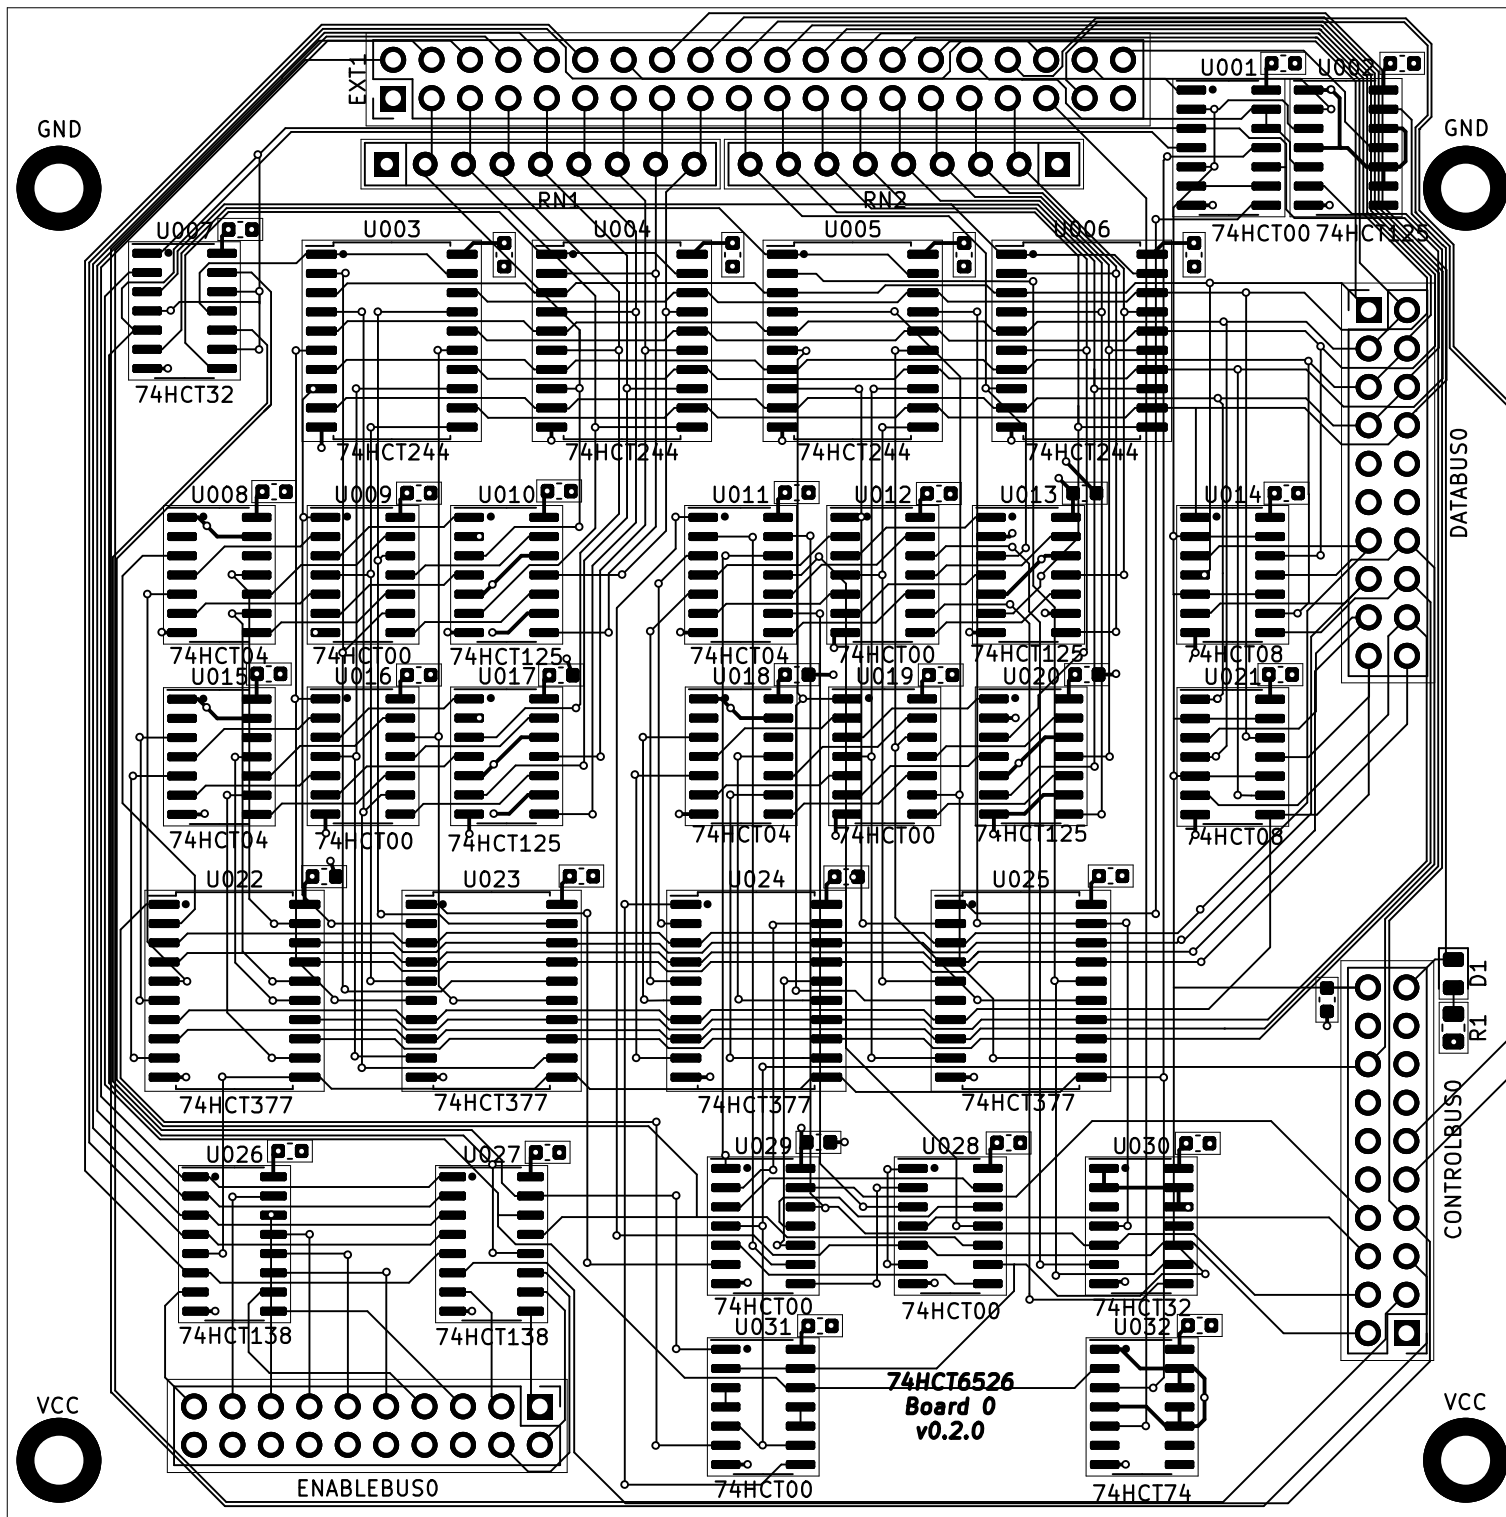 EXT1
U001
U002
GND
GND
RN1
RN2
74HCT00
74HCT125
U007
U003
U004
U005
U006
74HCT32
74HCT244
74HCT244
74HCT244
74HCT244
DATABUS0
U008
U009
U010
U011
U012
U013
U014
74HCT04
74HCT00
74HCT125
74HCT04
74HCT00
74HCT125
74HCT08
U015
U016
U017
U018
U019
U020
U021
74HCT04
74HCT00
74HCT125
74HCT04
74HCT00
74HCT125
74HCT08
U022
U023
U024
U025
D1
R1
74HCT377
74HCT377
74HCT377
74HCT377
CONTROLBUS0
U026
U027
U029
U028
U030
74HCT138
74HCT138
74HCT00
74HCT00
74HCT32
U031
U032
74HCT6526
Board 0
v0.2.0
VCC
VCC
ENABLEBUS0
74HCT00
74HCT74